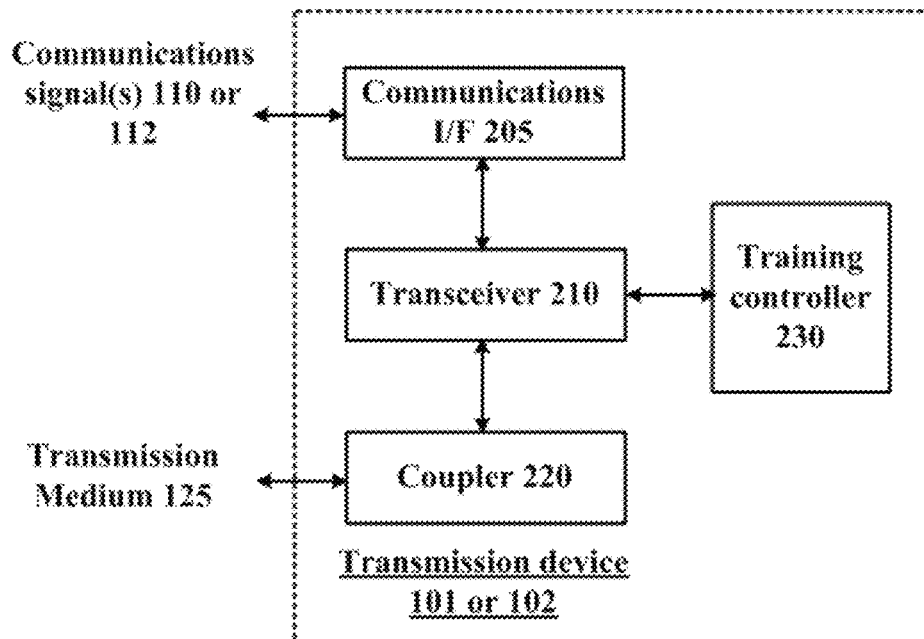 Communications
signal(s) 110 or
112
Communications
I/F 205
Transceiver 210
Training
controller
230
Transmission
Medium 125
Coupler 220
Transmission device
101 or 102